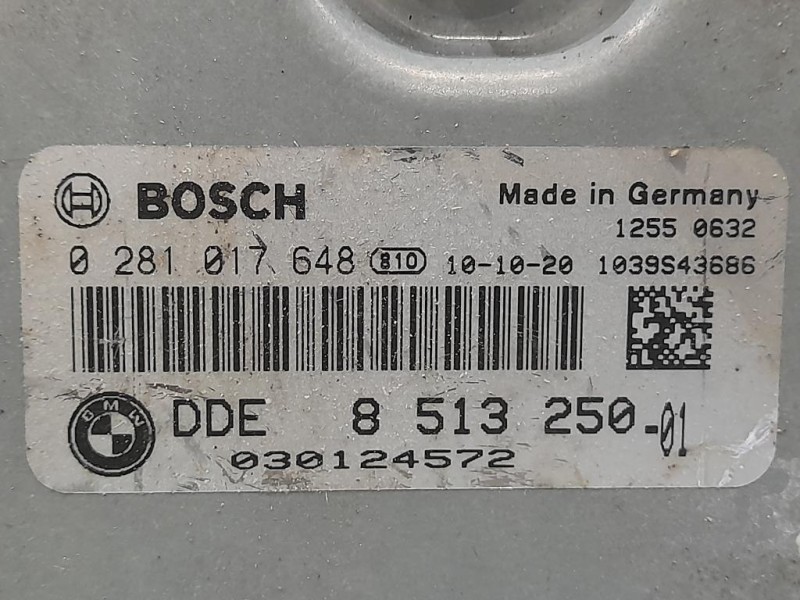 BOSCH Made in Germany
1255 0632
0 281 017 648 810 10-10-20 1039S43686
BMW DDE 8 513 250-01
030124572